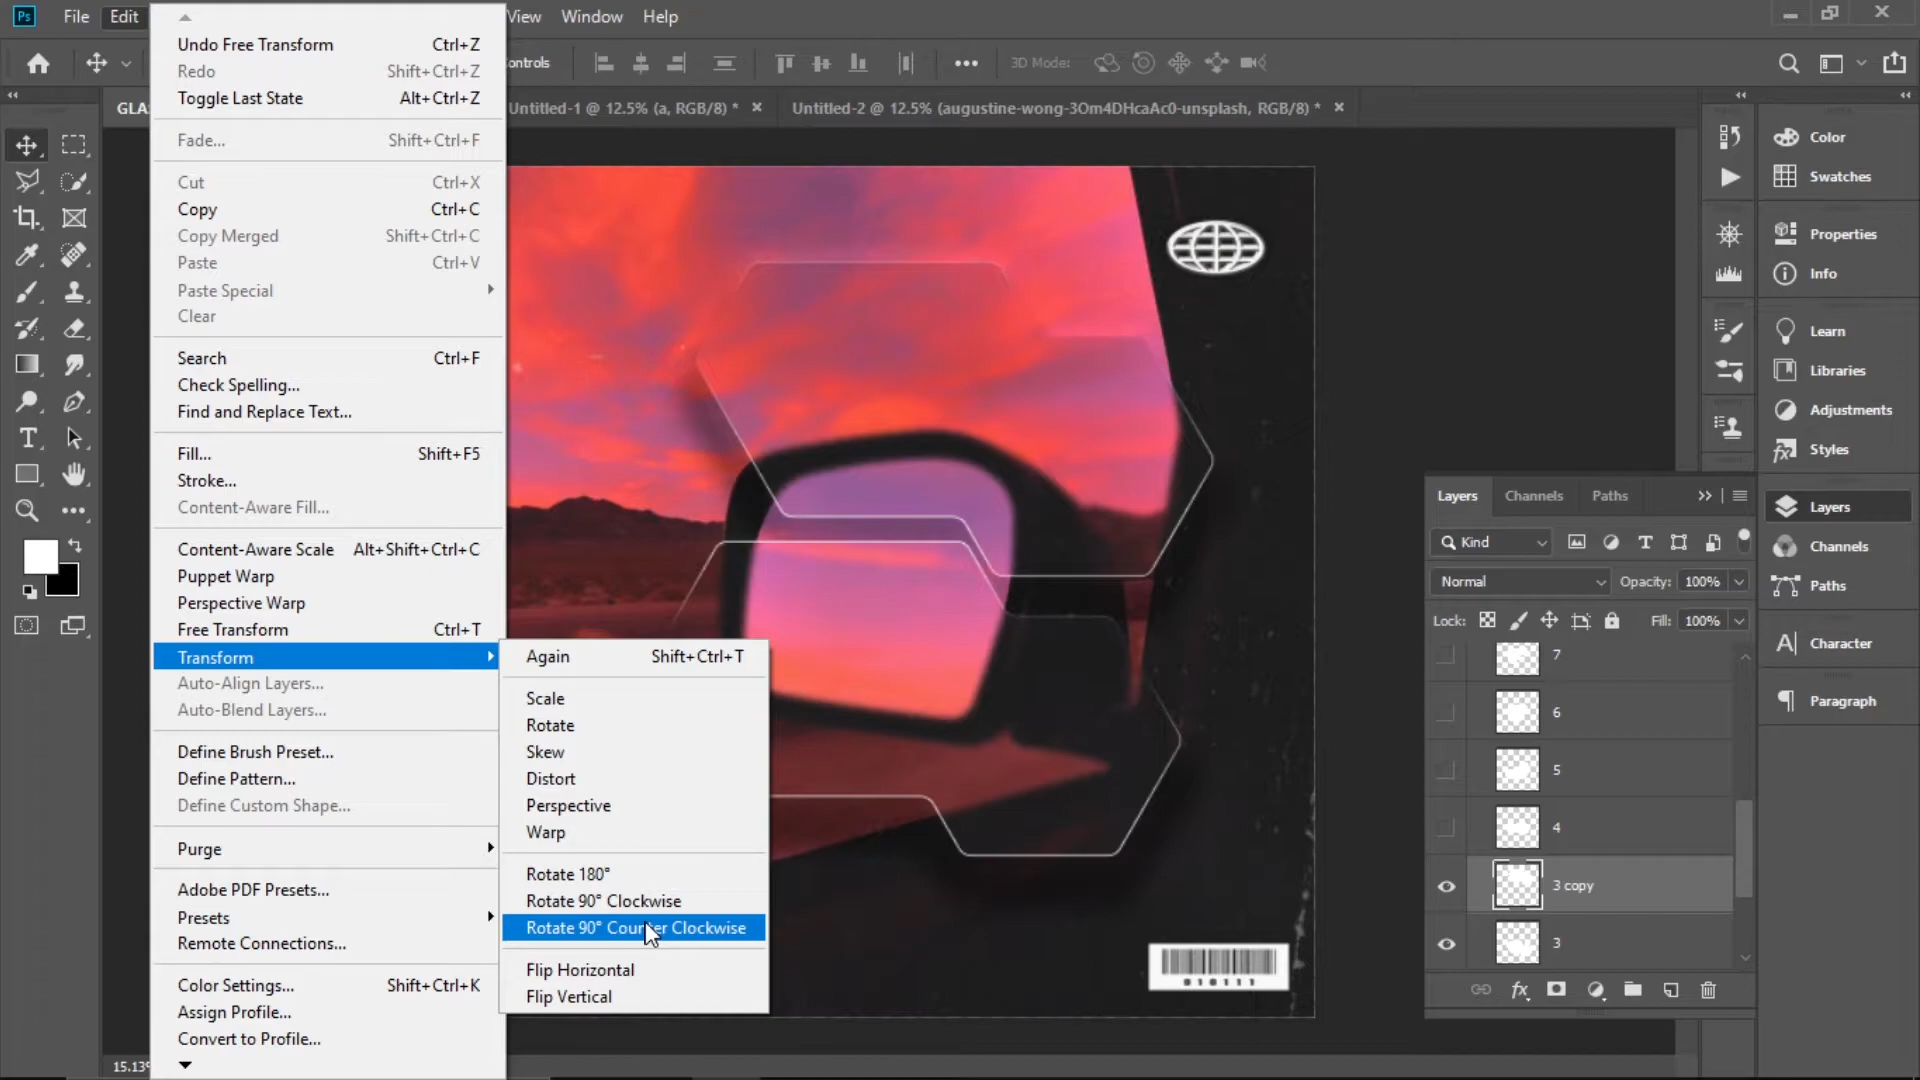 Ps File Edit View Window Help
ontrols 3D Mode:
GLA Untitled-1 @ 12.5% (a, RGB/8) * Untitled-2 @ 12.5% (augustine-wong-3Om4DHcaAc0-unsplash, RGB/8) *
Undo Free Transform Ctrl+Z
Redo Shift+Ctrl+Z
Toggle Last State Alt+Ctrl+Z
Fade... Shift+Ctrl+F
Cut Ctrl+X
Copy Ctrl+C
Copy Merged Shift+Ctrl+C
Paste Ctrl+V
Paste Special
Clear
Search Ctrl+F
Check Spelling...
Find and Replace Text...
Fill... Shift+F5
Stroke...
Content-Aware Fill...
Content-Aware Scale Alt+Shift+Ctrl+C
Puppet Warp
Perspective Warp
Free Transform Ctrl+T
Transform
Auto-Align Layers...
Auto-Blend Layers...
Define Brush Preset...
Define Pattern...
Define Custom Shape...
Purge
Adobe PDF Presets...
Presets
Remote Connections...
Color Settings... Shift+Ctrl+K
Assign Profile...
Convert to Profile...
Again Shift+Ctrl+T
Scale
Rotate
Skew
Distort
Perspective
Warp
Rotate 180°
Rotate 90° Clockwise
Rotate 90° Counter Clockwise
Flip Horizontal
Flip Vertical
010111
15.13%
Layers Channels Paths
Kind
Normal Opacity: 100%
Lock: Fill: 100%
7
6
5
4
3 copy
3
Color
Swatches
Properties
Info
Learn
Libraries
Adjustments
Styles
Layers
Channels
Paths
Character
Paragraph